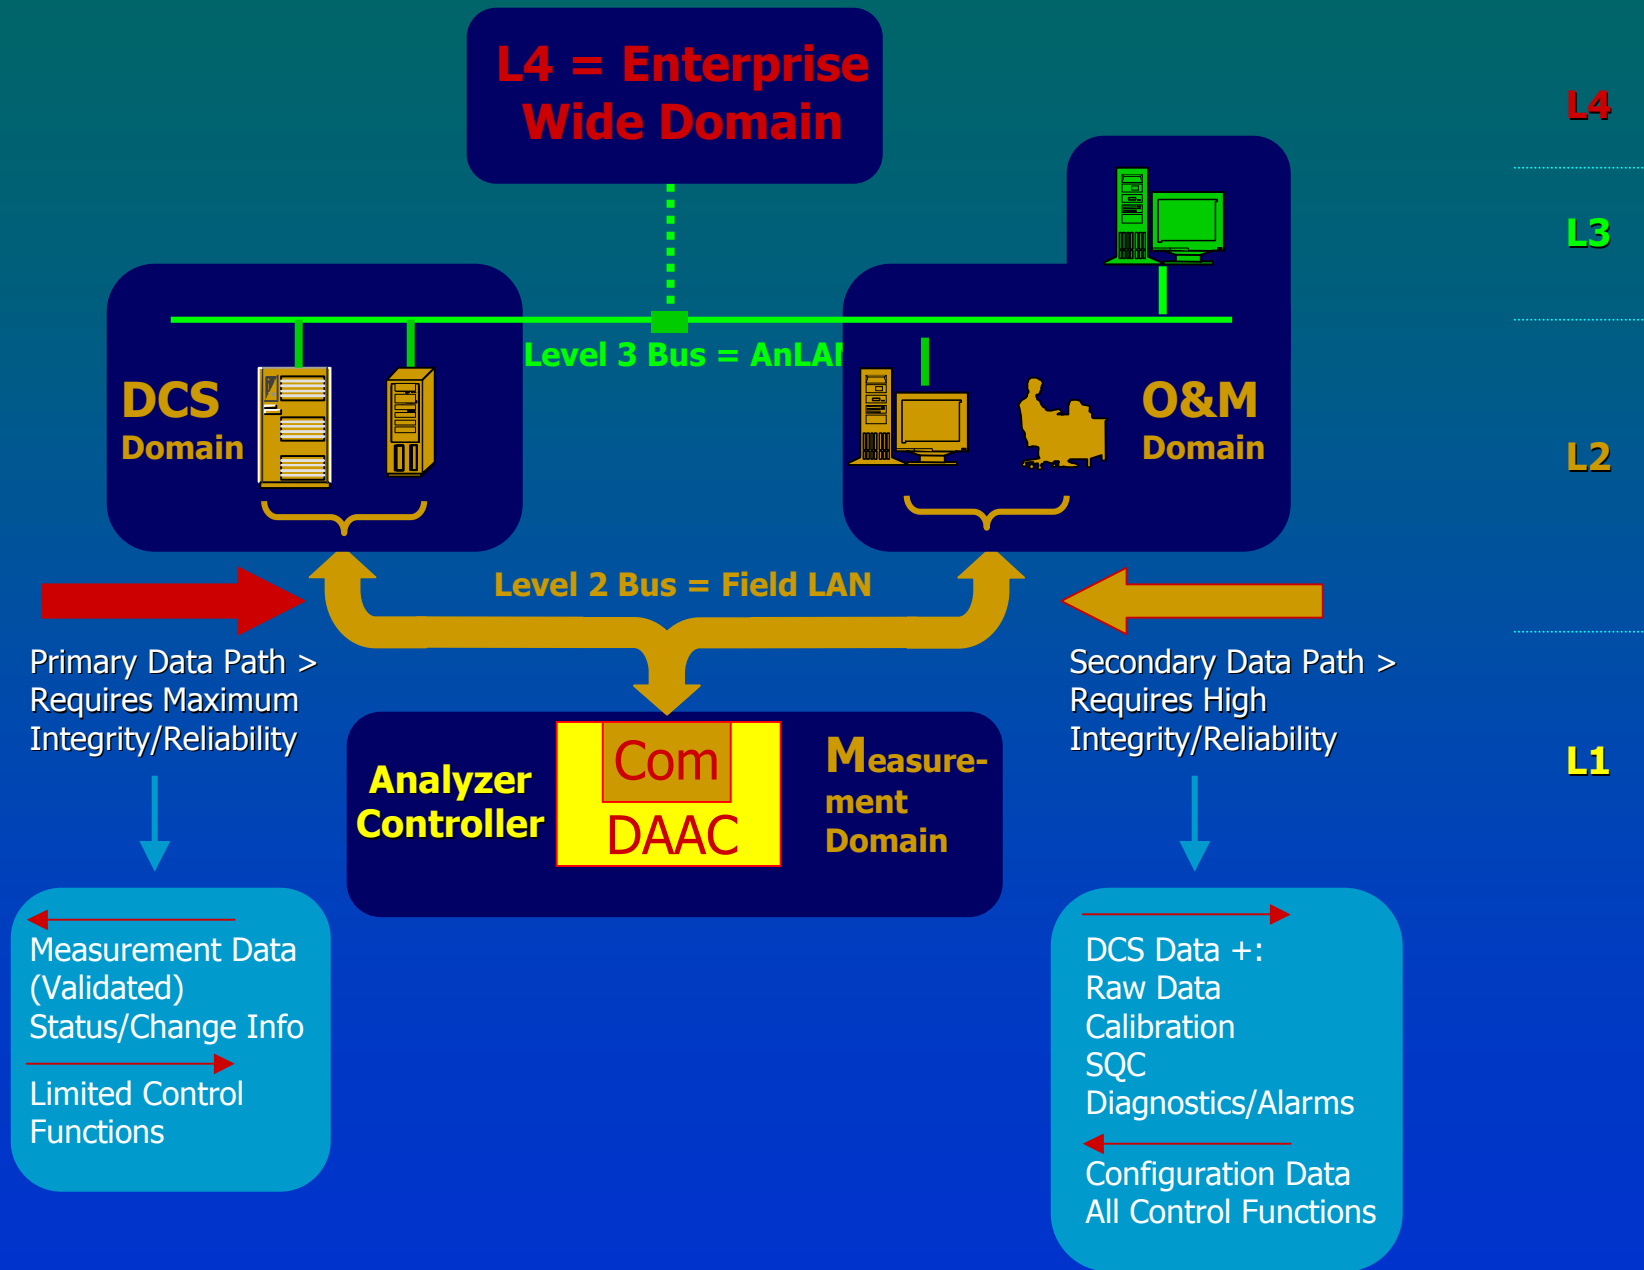 L4 = Enterprise
Wide Domain
L4
L3
Level 3 Bus = AnLAN
DCS
Domain
O&M
Domain
L2
Level 2 Bus = Field LAN
Primary Data Path >
Requires Maximum
Integrity/Reliability
Secondary Data Path >
Requires High
Integrity/Reliability
Analyzer
Controller
Com
DAAC
Measure-
ment
Domain
L1
Measurement Data
(Validated)
Status/Change Info
Limited Control
Functions
DCS Data +:
Raw Data
Calibration
SQC
Diagnostics/Alarms
Configuration Data
All Control Functions